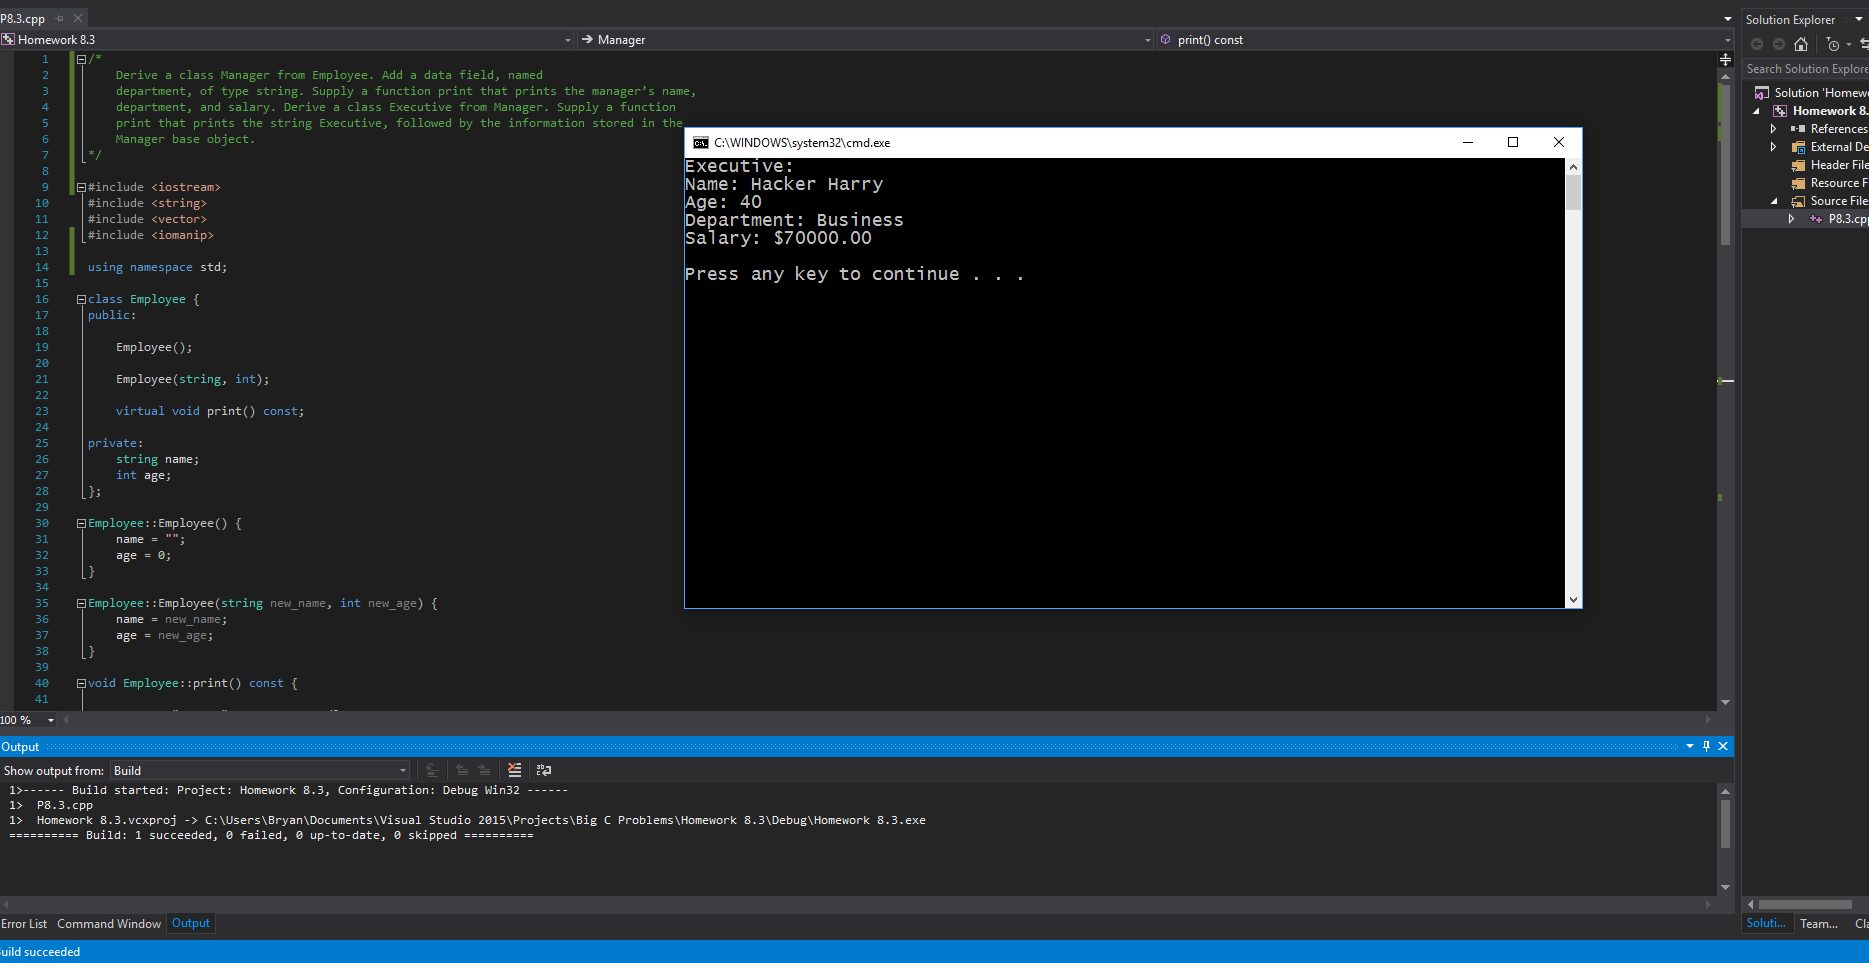 P8.3.cpp
Homework 8.3
Manager
print() const
1 /*
2 Derive a class Manager from Employee. Add a data field, named
3 department, of type string. Supply a function print that prints the manager’s name,
4 department, and salary. Derive a class Executive from Manager. Supply a function
5 print that prints the string Executive, followed by the information stored in the
6 Manager base object.
7 */
8
9 #include <iostream>
10 #include <string>
11 #include <vector>
12 #include <iomanip>
13
14 using namespace std;
15
16 class Employee {
17 public:
18
19 Employee();
20
21 Employee(string, int);
22
23 virtual void print() const;
24
25 private:
26 string name;
27 int age;
28 };
29
30 Employee::Employee() {
31 name = "";
32 age = 0;
33 }
34
35 Employee::Employee(string new_name, int new_age) {
36 name = new_name;
37 age = new_age;
38 }
39
40 void Employee::print() const {
41
100 %
C:\WINDOWS\system32\cmd.exe
Executive:
Name: Hacker Harry
Age: 40
Department: Business
Salary: $70000.00
Press any key to continue . . .
Solution Explorer
Search Solution Explore
Solution 'Homew
Homework 8.
References
External De
Header File
Resource F
Source File
P8.3.cpp
Output
Show output from: Build
1>------ Build started: Project: Homework 8.3, Configuration: Debug Win32 ------
1> P8.3.cpp
1> Homework 8.3.vcxproj -> C:\Users\Bryan\Documents\Visual Studio 2015\Projects\Big C Problems\Homework 8.3\Debug\Homework 8.3.exe
========== Build: 1 succeeded, 0 failed, 0 up-to-date, 0 skipped ==========
Error List Command Window Output
Soluti... Team... Cla
uild succeeded